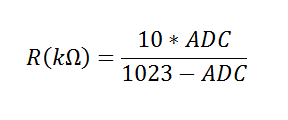 R(kΩ) = 10 * ADC / 1023 − ADC